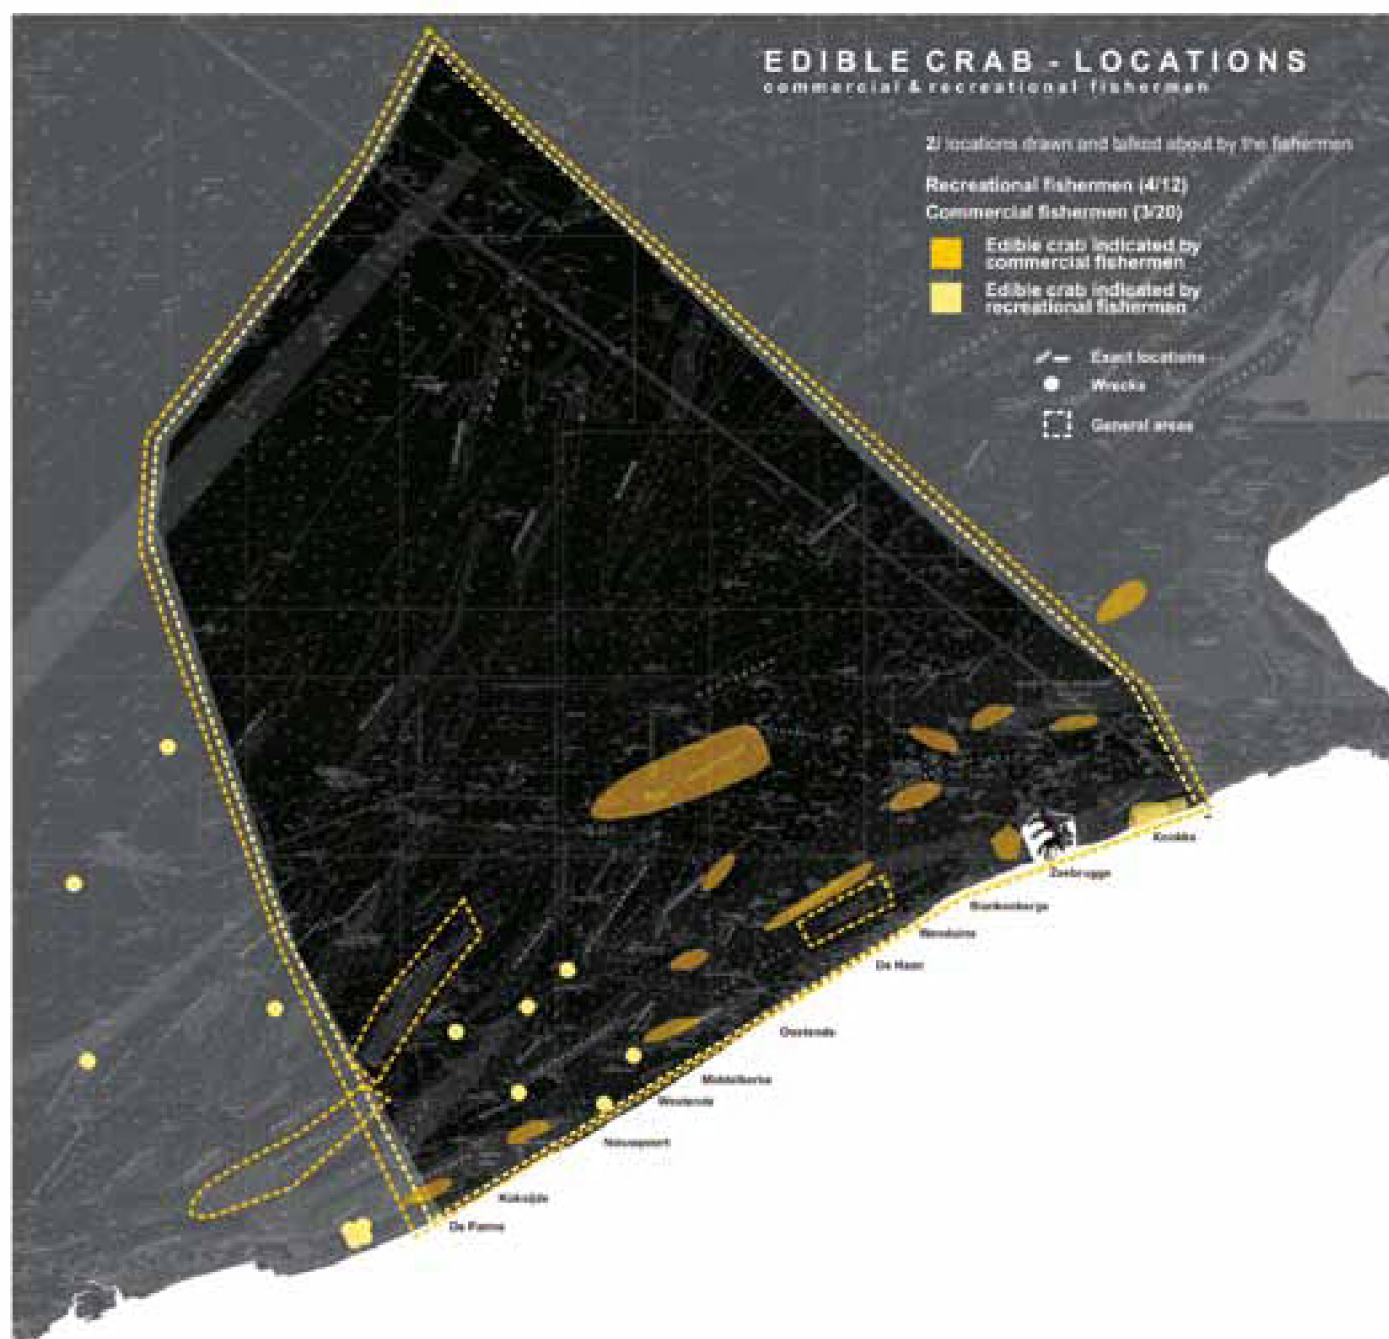 EDIBLE CRAB - LOCATIONS
commercial & recreational fishermen
2/ locations drawn and talked about by the fishermen
Recreational fishermen (4/12)
Commercial fishermen (3/20)
Edible crab indicated by
commercial fishermen
Edible crab indicated by
recreational fishermen
Exact locations
Wrecks
General areas
Knokke
Zeebrugge
Blankenberge
Wenduine
De Haan
Oostende
Middelkerke
Westende
Nieuwpoort
Koksijde
De Panne